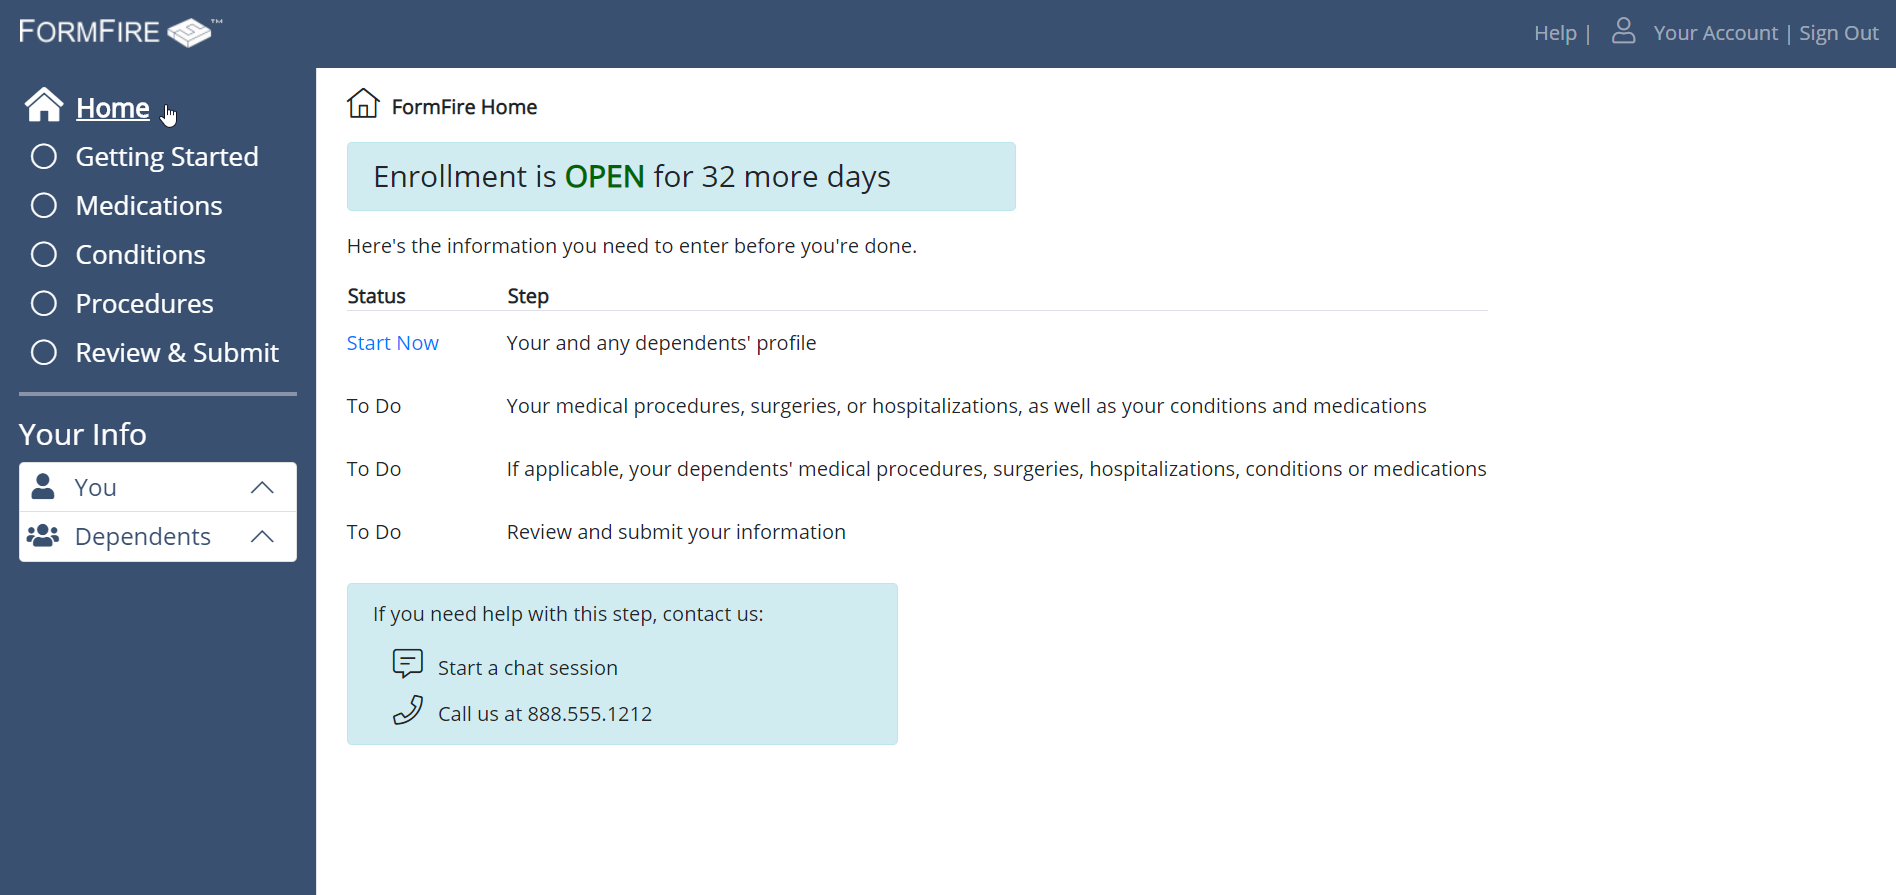 FORMFIRE™
Help | Your Account | Sign Out
Home
Getting Started
Medications
Conditions
Procedures
Review & Submit
Your Info
You
Dependents
FormFire Home
Enrollment is OPEN for 32 more days
Here's the information you need to enter before you're done.
Status Step
Start Now Your and any dependents' profile
To Do Your medical procedures, surgeries, or hospitalizations, as well as your conditions and medications
To Do If applicable, your dependents' medical procedures, surgeries, hospitalizations, conditions or medications
To Do Review and submit your information
If you need help with this step, contact us:
Start a chat session
Call us at 888.555.1212